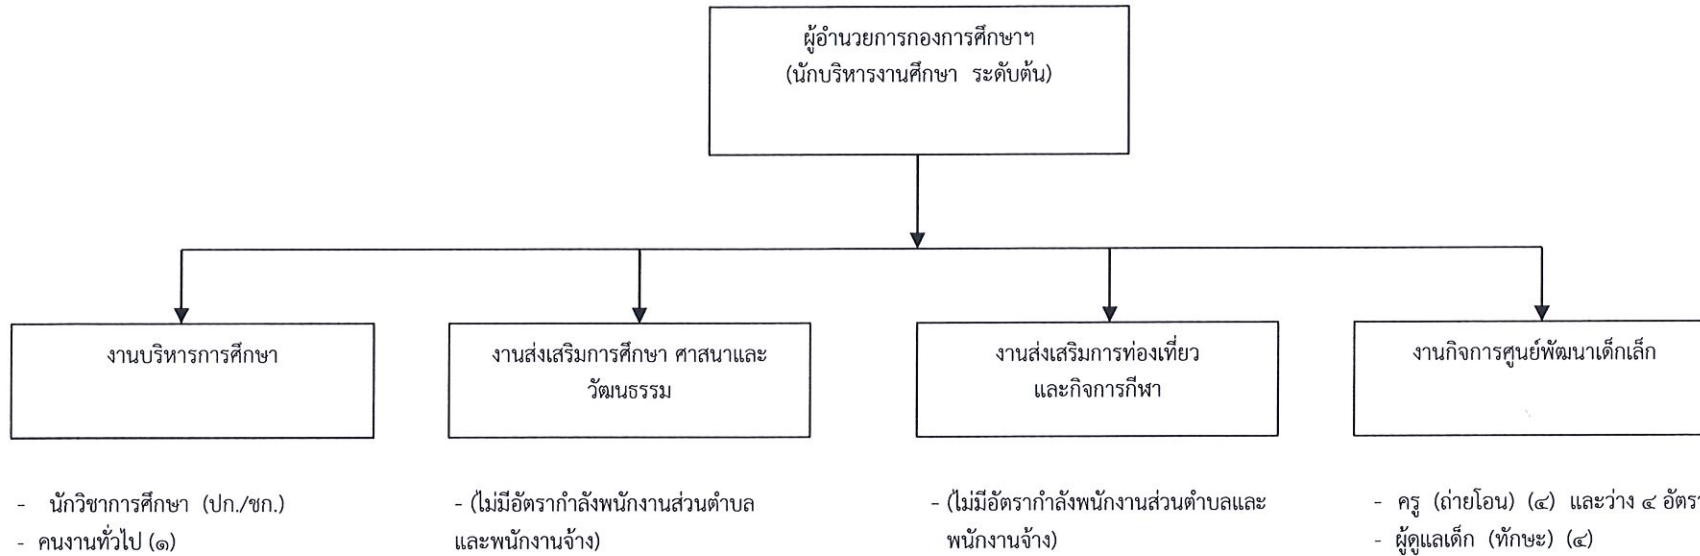 ผู้อำนวยการกองการศึกษาฯ
(นักบริหารงานศึกษา ระดับต้น)
งานบริหารการศึกษา
งานส่งเสริมการศึกษา ศาสนาและ
วัฒนธรรม
งานส่งเสริมการท่องเที่ยว
และกิจการกีฬา
งานกิจการศูนย์พัฒนาเด็กเล็ก
- นักวิชาการศึกษา (ปก./ชก.)
- คนงานทั่วไป (๑)
- (ไม่มีอัตรากำลังพนักงานส่วนตำบล
และพนักงานจ้าง)
- (ไม่มีอัตรากำลังพนักงานส่วนตำบลและ
พนักงานจ้าง)
- ครู (ถ่ายโอน) (๔) และว่าง ๔ อัตรา
- ผู้ดูแลเด็ก (ทักษะ) (๔)